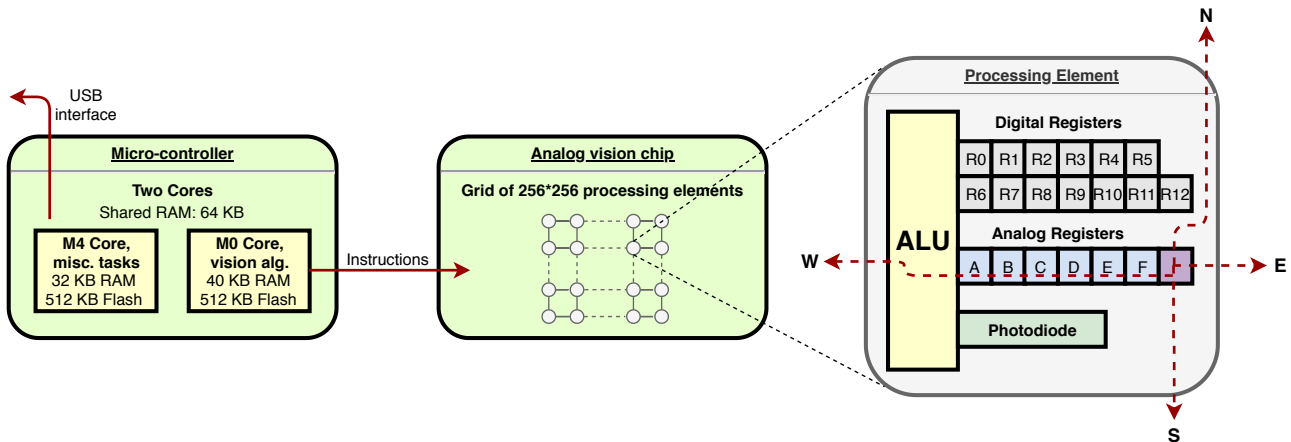 USB
interface
Micro-controller
Two Cores
Shared RAM: 64 KB
M4 Core,
misc. tasks
32 KB RAM
512 KB Flash
M0 Core,
vision alg.
40 KB RAM
512 KB Flash
Instructions
Analog vision chip
Grid of 256*256 processing elements
Processing Element
ALU
Digital Registers
R0 R1 R2 R3 R4 R5
R6 R7 R8 R9 R10 R11 R12
Analog Registers
A B C D E F
Photodiode
N
W
E
S